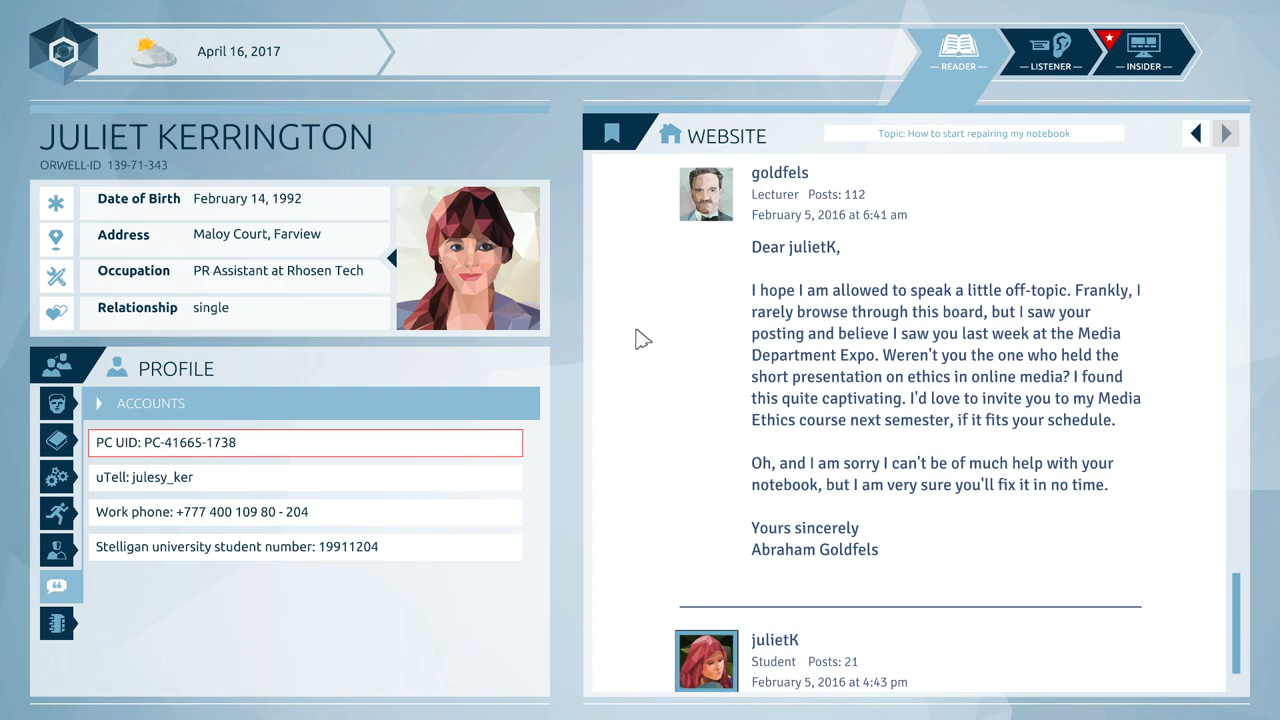 April 16, 2017
— READER —
— LISTENER —
— INSIDER —
JULIET KERRINGTON
ORWELL-ID 139-71-343
Date of Birth February 14, 1992
Address Maloy Court, Farview
Occupation PR Assistant at Rhosen Tech
Relationship single
PROFILE
ACCOUNTS
PC UID: PC-41665-1738
uTell: julesy_ker
Work phone: +777 400 109 80 - 204
Stelligan university student number: 19911204
WEBSITE
Topic: How to start repairing my notebook
goldfels
Lecturer Posts: 112
February 5, 2016 at 6:41 am
Dear julietK,
I hope I am allowed to speak a little off-topic. Frankly, I
rarely browse through this board, but I saw your
posting and believe I saw you last week at the Media
Department Expo. Weren't you the one who held the
short presentation on ethics in online media? I found
this quite captivating. I'd love to invite you to my Media
Ethics course next semester, if it fits your schedule.
Oh, and I am sorry I can't be of much help with your
notebook, but I am very sure you'll fix it in no time.
Yours sincerely
Abraham Goldfels
julietK
Student Posts: 21
February 5, 2016 at 4:43 pm